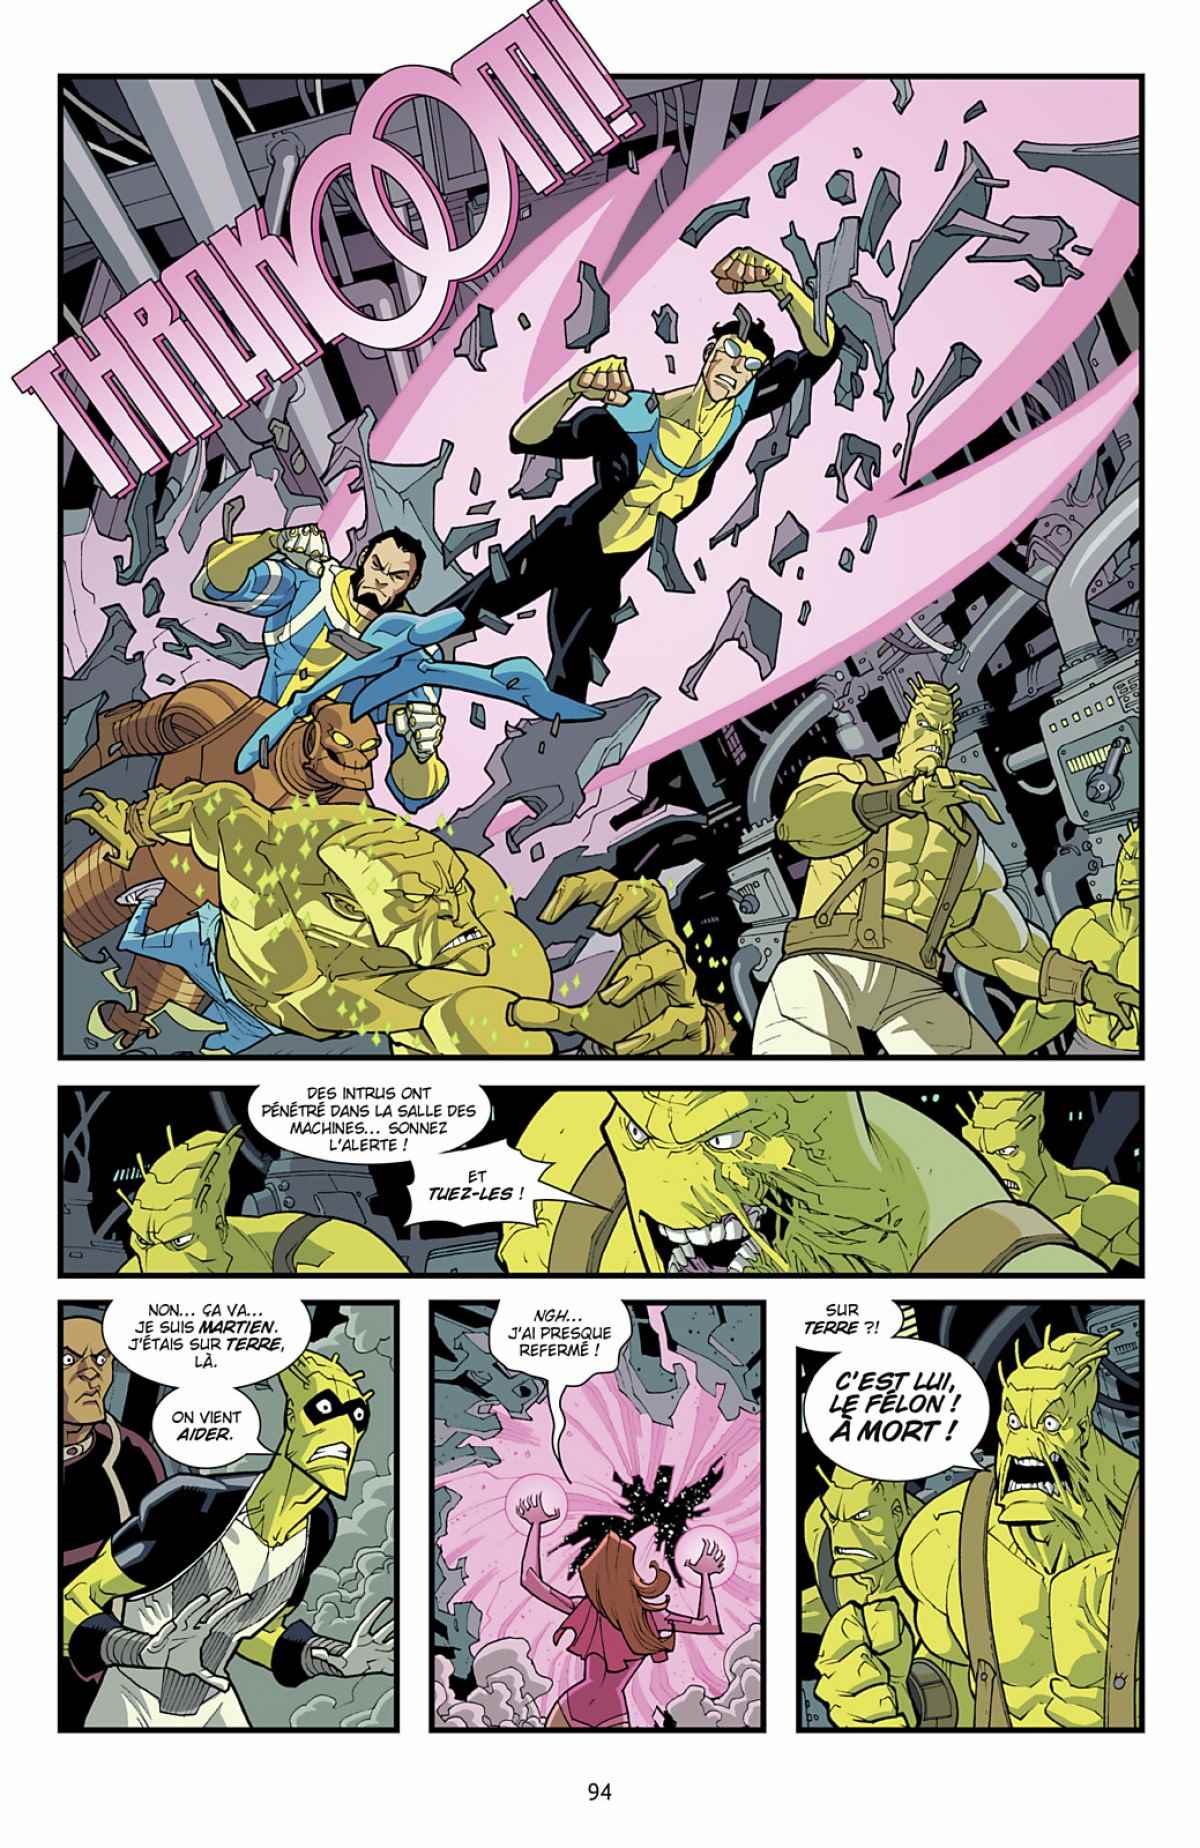 THRAKOOOM!
DES INTRUS ONT
PÉNÉTRÉ DANS LA SALLE DES
MACHINES... SONNEZ
L'ALERTE !
ET
TUEZ-LES !
NON... ÇA VA...
JE SUIS MARTIEN.
J'ÉTAIS SUR TERRE,
LÀ.
ON VIENT
AIDER.
NGH...
J'AI PRESQUE
REFERMÉ !
SUR
TERRE ?!
C'EST LUI,
LE FÉLON !
À MORT !
94